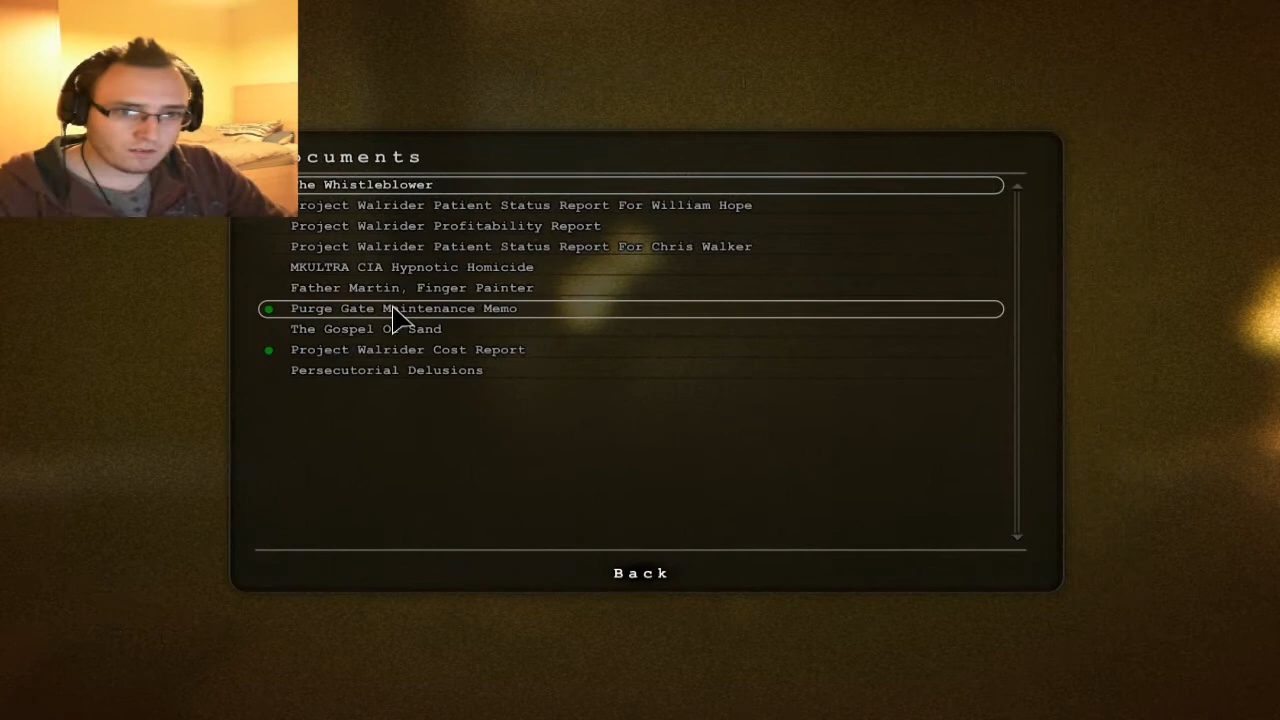 ocuments
he Whistleblower
roject Walrider Patient Status Report For William Hope
Project Walrider Profitability Report
Project Walrider Patient Status Report For Chris Walker
MKULTRA CIA Hypnotic Homicide
Father Martin, Finger Painter
Purge Gate Maintenance Memo
The Gospel Of Sand
Project Walrider Cost Report
Persecutorial Delusions
Back